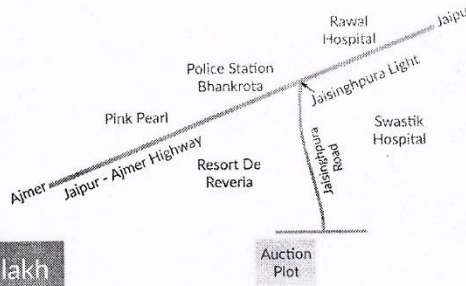 Rawal
Hospital
Jaipu
Police Station
Bhankrota
Jaisinghpura Light
Pink Pearl
Swastik
Hospital
Jaipur - Ajmer Highway
Jaisinghpura
Road
Resort De
Reveria
Ajmer
lakh
Auction
Plot